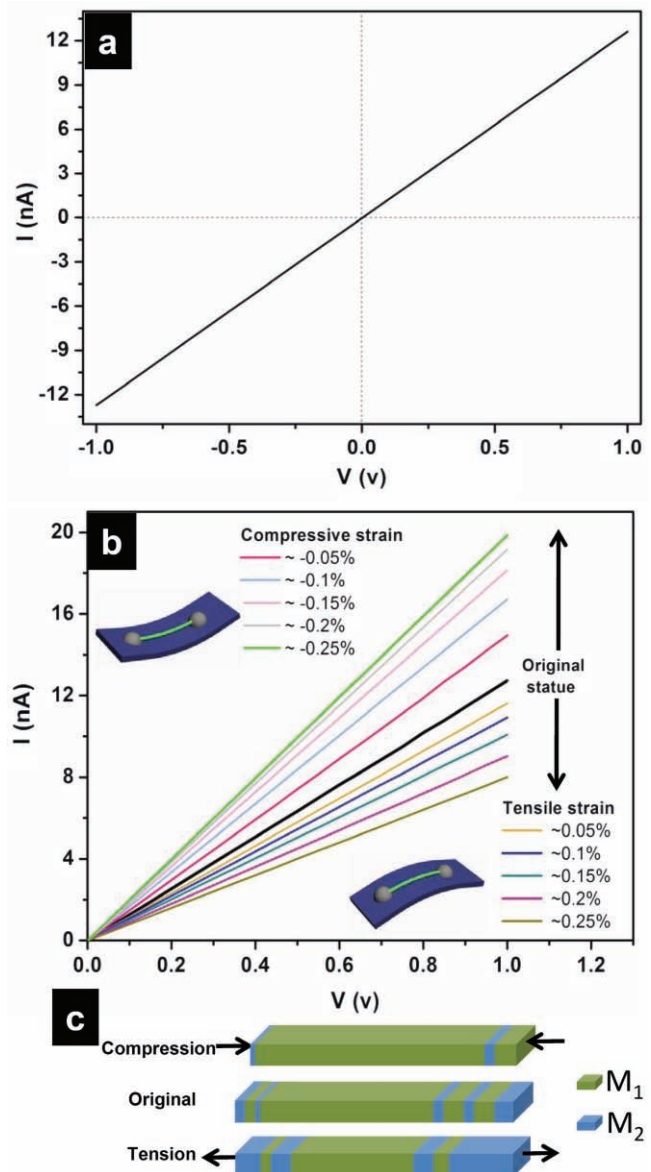 a
12
9
6
3
0
-3
-6
-9
-12
I (nA)
-1.0 -0.5 0.0 0.5 1.0
V (v)
b
20
16
12
8
4
0
I (nA)
Compressive strain
~ -0.05%
~ -0.1%
~ -0.15%
~ -0.2%
~ -0.25%
Original
statue
Tensile strain
~0.05%
~0.1%
~0.15%
~0.2%
~0.25%
0.0 0.2 0.4 0.6 0.8 1.0 1.2
V (v)
c
Compression
Original
Tension
M₁
M₂